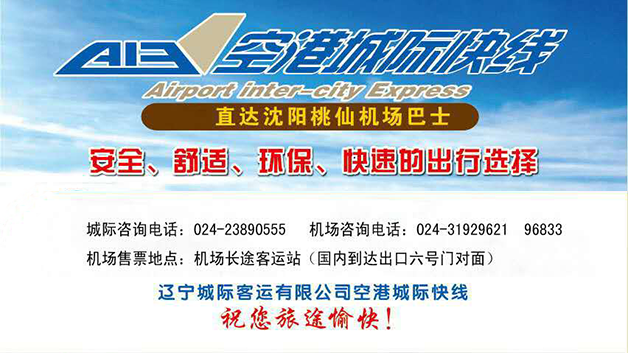 AIE 空港城际快线
Airport inter-city Express
直达沈阳桃仙机场巴士
安全、舒适、环保、快速的出行选择
城际咨询电话：024-23890555 机场咨询电话：024-31929621 96833
机场售票地点：机场长途客运站（国内到达出口六号门对面）
辽宁城际客运有限公司空港城际快线
祝您旅途愉快！